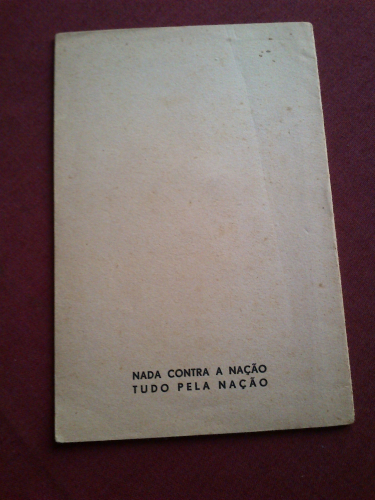 NADA CONTRA A NAÇÃO
TUDO PELA NAÇÃO